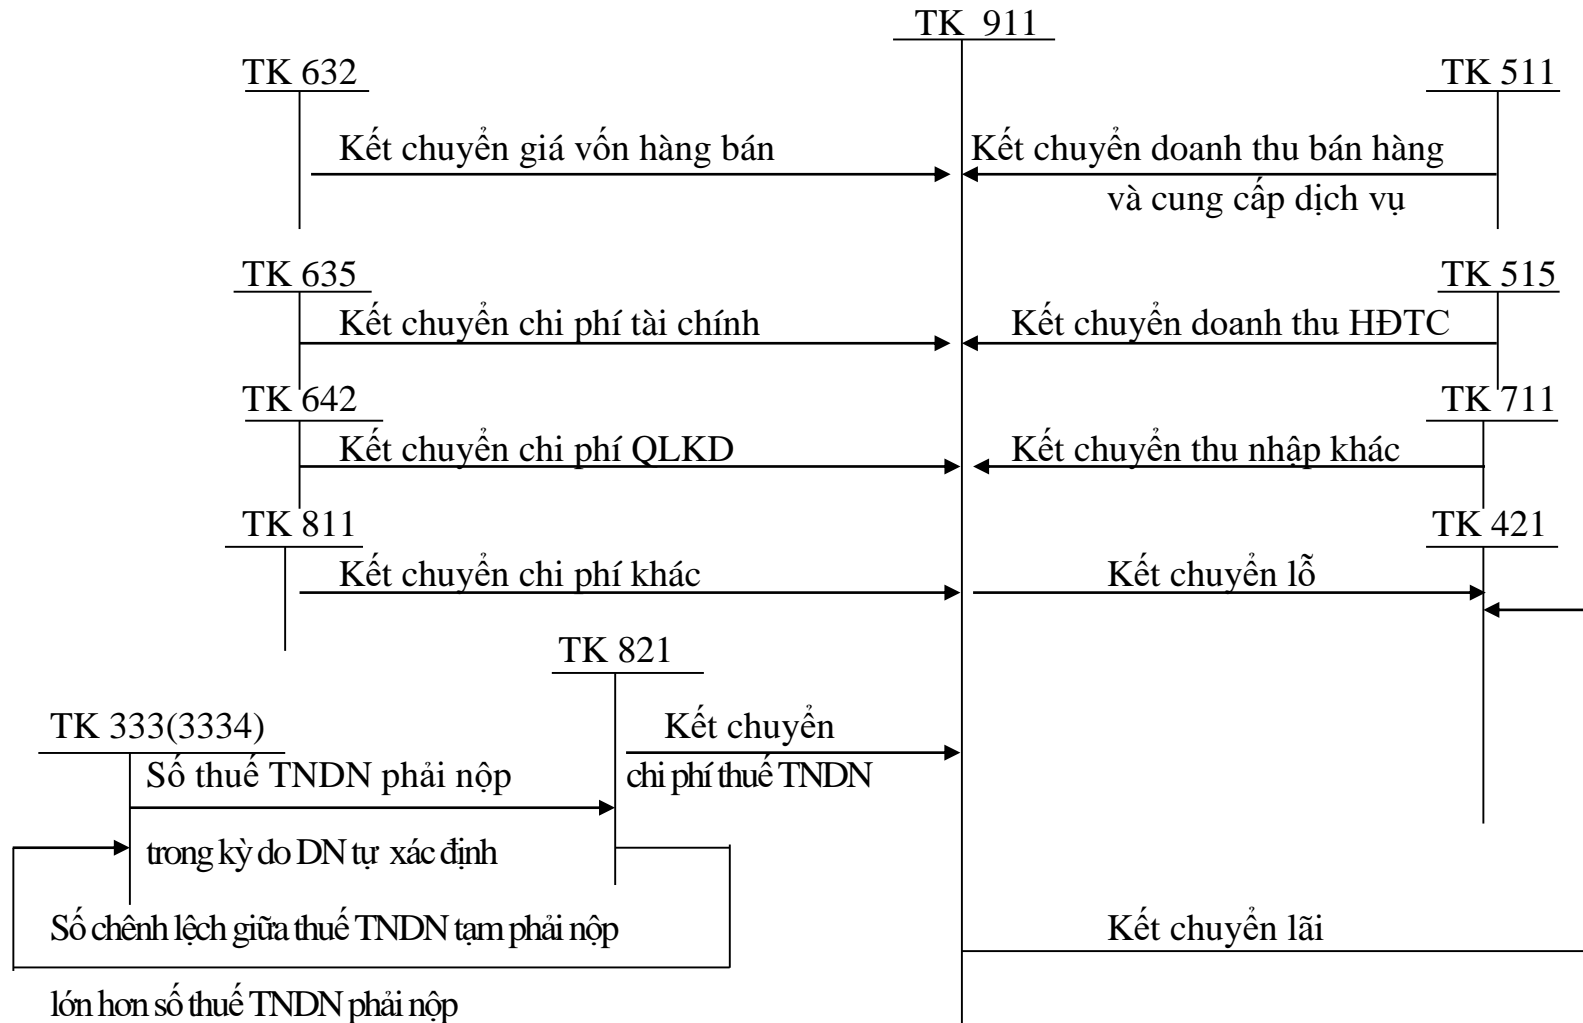 TK 911
TK 632
TK 511
Kết chuyển giá vốn hàng bán
Kết chuyển doanh thu bán hàng
và cung cấp dịch vụ
TK 635
TK 515
Kết chuyển chi phí tài chính
Kết chuyển doanh thu HĐTC
TK 642
TK 711
Kết chuyển chi phí QLKD
Kết chuyển thu nhập khác
TK 811
TK 421
Kết chuyển chi phí khác
Kết chuyển lỗ
TK 821
TK 333(3334)
Kết chuyển
chi phí thuế TNDN
Số thuế TNDN phải nộp
trong kỳ do DN tự xác định
Số chênh lệch giữa thuế TNDN tạm phải nộp
lớn hơn số thuế TNDN phải nộp
Kết chuyển lãi